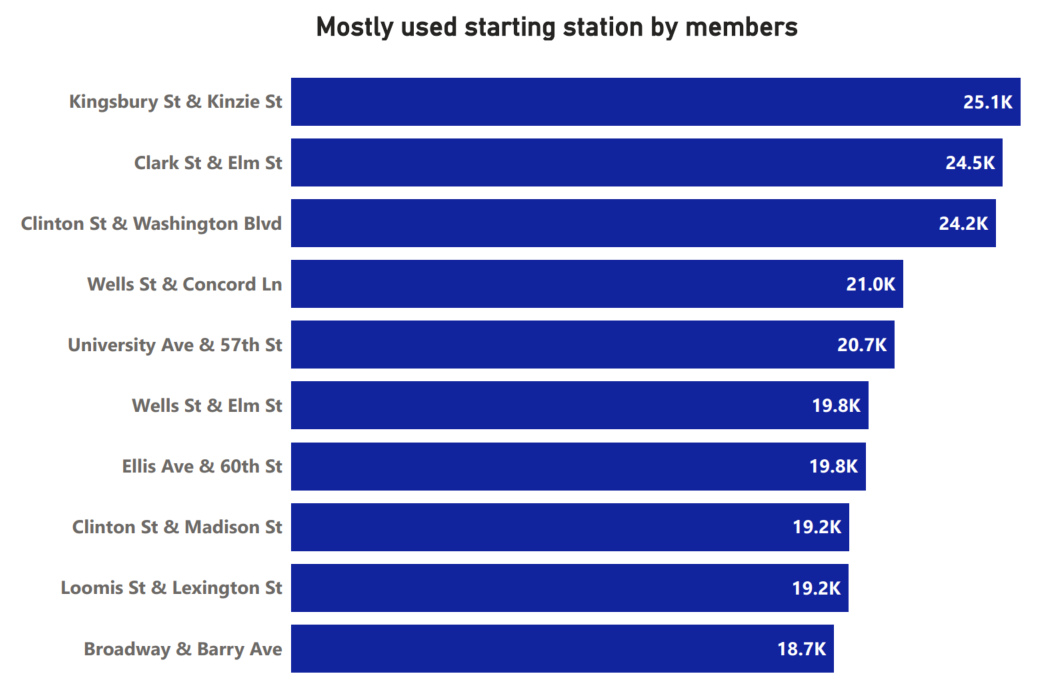 Mostly used starting station by members
Kingsbury St & Kinzie St 25.1K
Clark St & Elm St 24.5K
Clinton St & Washington Blvd 24.2K
Wells St & Concord Ln 21.0K
University Ave & 57th St 20.7K
Wells St & Elm St 19.8K
Ellis Ave & 60th St 19.8K
Clinton St & Madison St 19.2K
Loomis St & Lexington St 19.2K
Broadway & Barry Ave 18.7K